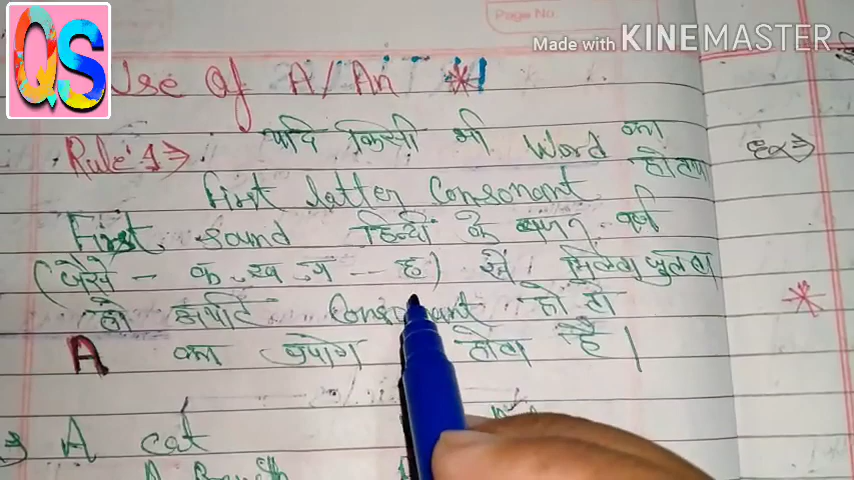 QS
Page No.
Made with KINEMASTER
Use of A/An *
Rule:1⇒ यदि किसी भी Word का
First letter Consonant हो तथा
Ex⇒
First sound हिन्दी के व्यंजन वर्ण
(जैसे - क ख ग -- ह) से मिलता जुलता
हो अर्थात Consonant हो तो
A का प्रयोग होता है।
A cat